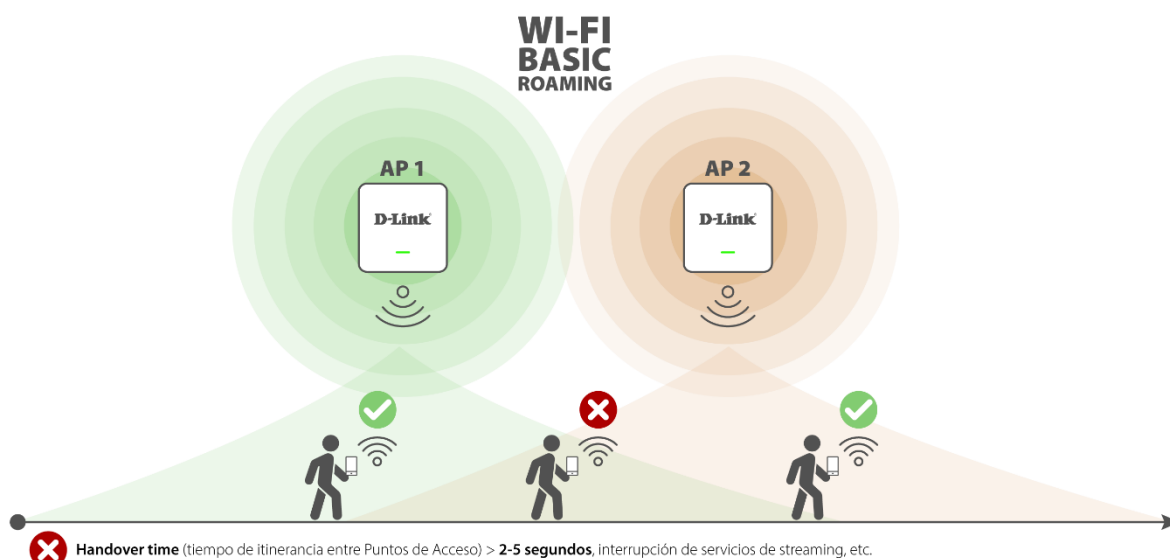 WI-FI
BASIC
ROAMING
AP 1
D-Link
AP 2
D-Link
Handover time (tiempo de itinerancia entre Puntos de Acceso) > 2-5 segundos, interrupción de servicios de streaming, etc.